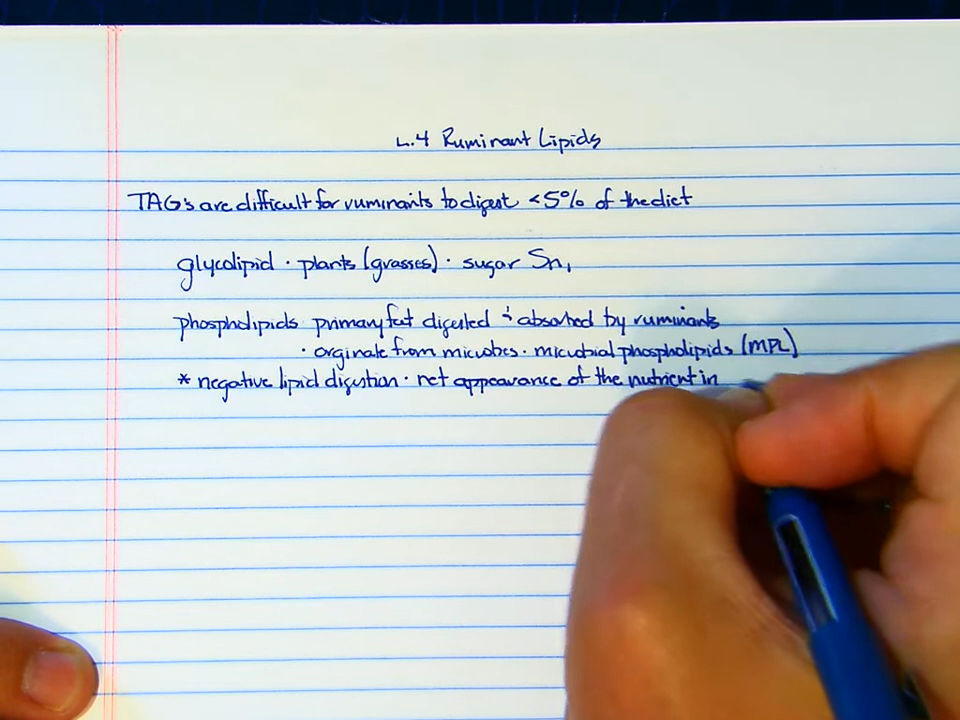 L.4 Ruminant Lipids
TAG's are difficult for ruminants to digest <5% of the diet
glycolipid · plants (grasses) · sugar Sn1
phospholipids primary fat digested & absorbed by ruminants
· orginate from microbes · microbial phospholipids (MPL)
* negative lipid digestion · net appearance of the nutrient in